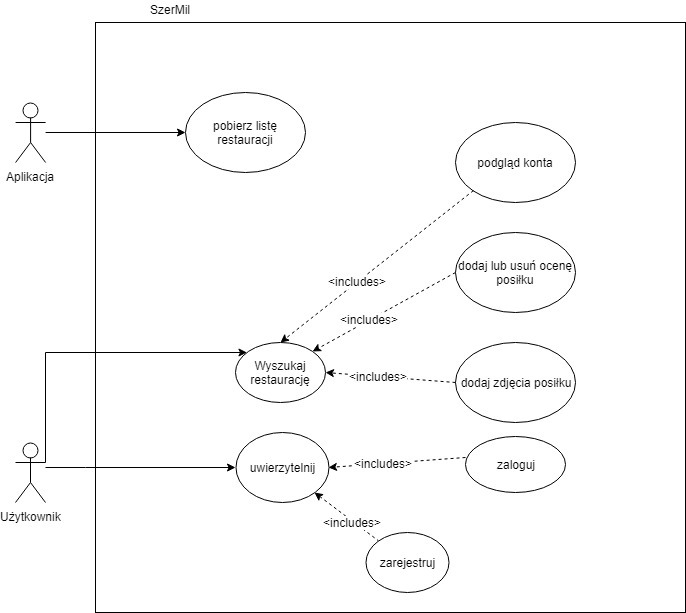 SzerMil
pobierz listę
restauracji
Aplikacja
podgląd konta
dodaj lub usuń ocenę
posiłku
<includes>
<includes>
Wyszukaj
restaurację
<includes>
dodaj zdjęcia posiłku
uwierzytelnij
<includes>
zaloguj
Użytkownik
<includes>
zarejestruj